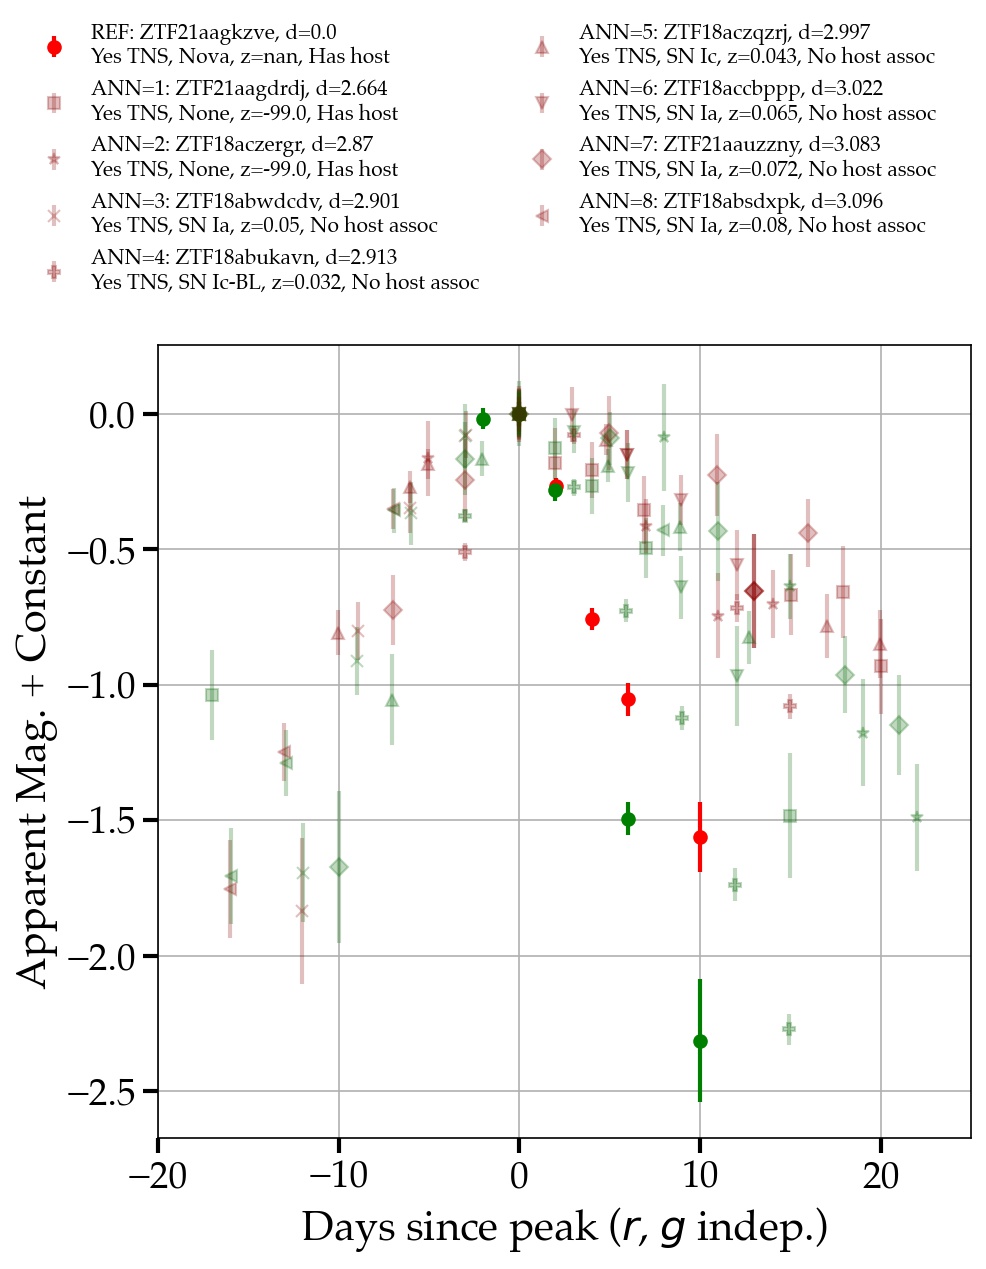 REF: ZTF21aagkzve, d=0.0
Yes TNS, Nova, z=nan, Has host
ANN=1: ZTF21aagdrdj, d=2.664
Yes TNS, None, z=-99.0, Has host
ANN=2: ZTF18aczergr, d=2.87
Yes TNS, None, z=-99.0, Has host
ANN=3: ZTF18abwdcdv, d=2.901
Yes TNS, SN Ia, z=0.05, No host assoc
ANN=4: ZTF18abukavn, d=2.913
Yes TNS, SN Ic-BL, z=0.032, No host assoc
ANN=5: ZTF18aczqzrj, d=2.997
Yes TNS, SN Ic, z=0.043, No host assoc
ANN=6: ZTF18accbppp, d=3.022
Yes TNS, SN Ia, z=0.065, No host assoc
ANN=7: ZTF21aauzzny, d=3.083
Yes TNS, SN Ia, z=0.072, No host assoc
ANN=8: ZTF18absdxpk, d=3.096
Yes TNS, SN Ia, z=0.08, No host assoc
Apparent Mag. + Constant
0.0
−0.5
−1.0
−1.5
−2.0
−2.5
−20 −10 0 10 20
Days since peak (r, g indep.)